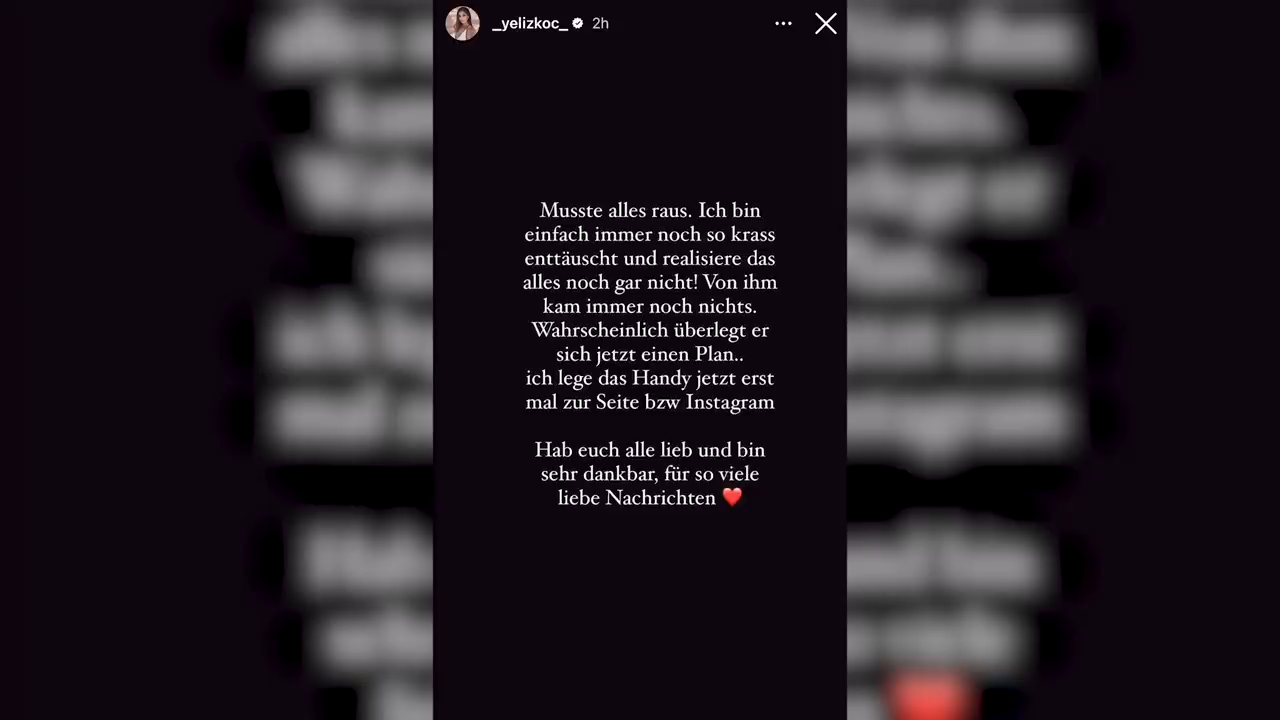 _yelizkoc_ 2h
Musste alles raus. Ich bin
einfach immer noch so krass
enttäuscht und realisiere das
alles noch gar nicht! Von ihm
kam immer noch nichts.
Wahrscheinlich überlegt er
sich jetzt einen Plan..
ich lege das Handy jetzt erst
mal zur Seite bzw Instagram
Hab euch alle lieb und bin
sehr dankbar, für so viele
liebe Nachrichten ❤️